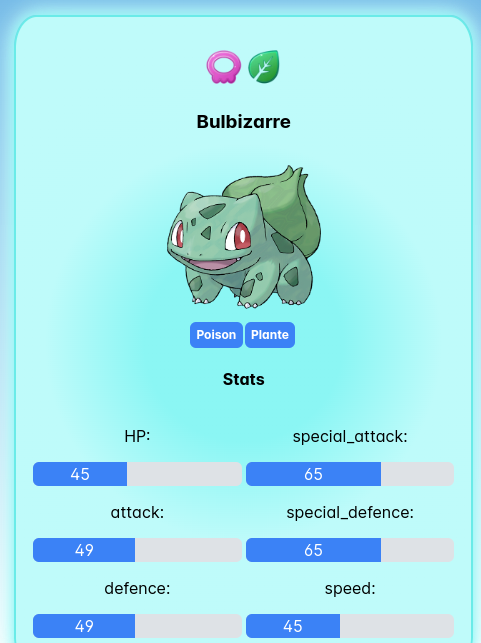 Bulbizarre
Poison Plante
Stats
HP: special_attack:
45 65
attack: special_defence:
49 65
defence: speed:
49 45